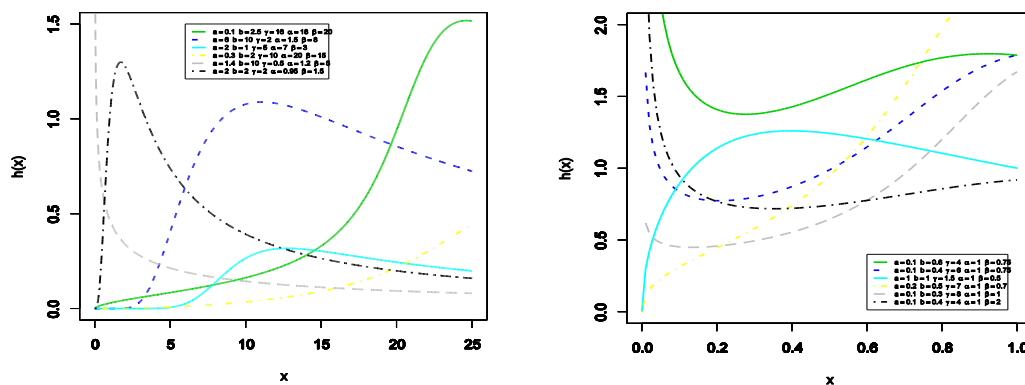 1.5
1.0
0.5
0.0
h(x)
a=0.1 b=2.5 γ=16 α=18 β=20
a=6 b=10 γ=2 α=1.5 β=8
a=2 b=1 γ=5 α=7 β=3
a=0.3 b=2 γ=10 α=20 β=15
a=1.4 b=10 γ=0.5 α=1.2 β=5
a=2 b=2 γ=2 α=0.95 β=1.5
0 5 10 15 20 25
x
2.0
1.5
1.0
0.5
0.0
h(x)
a=0.1 b=0.6 γ=4 α=1 β=0.75
a=0.1 b=0.4 γ=6 α=1 β=0.75
a=1 b=1 γ=1.5 α=1 β=0.5
a=0.2 b=0.5 γ=7 α=1 β=0.7
a=0.1 b=0.3 γ=8 α=1 β=1
a=0.1 b=0.4 γ=4 α=1 β=2
0.0 0.2 0.4 0.6 0.8 1.0
x